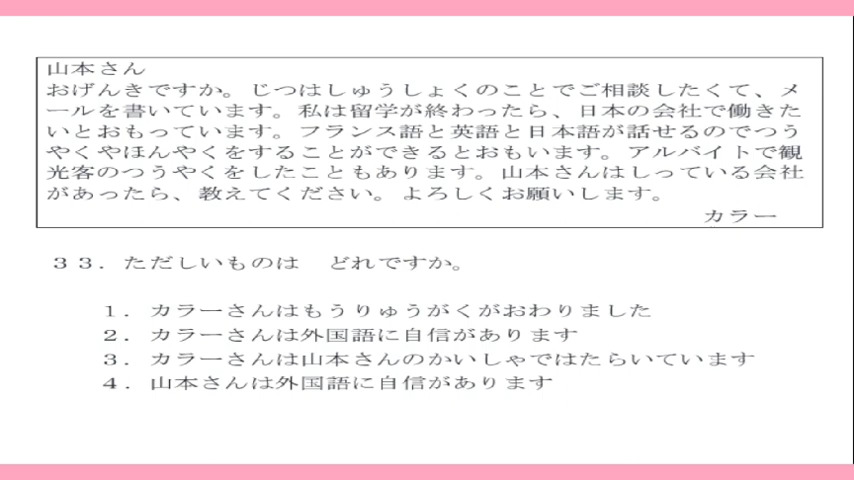 山本さん
おげんきですか。じつはしゅうしょくのことでご相談したくて、メ
ールを書いています。私は留学が終わったら、日本の会社で働きた
いとおもっています。フランス語と英語と日本語が話せるのでつう
やくやほんやくをすることができるとおもいます。アルバイトで観
光客のつうやくをしたこともあります。山本さんはしっている会社
があったら、教えてください。よろしくお願いします。
カラー
３３．ただしいものは　どれですか。
１．カラーさんはもうりゅうがくがおわりました
２．カラーさんは外国語に自信があります
３．カラーさんは山本さんのかいしゃではたらいています
４．山本さんは外国語に自信があります